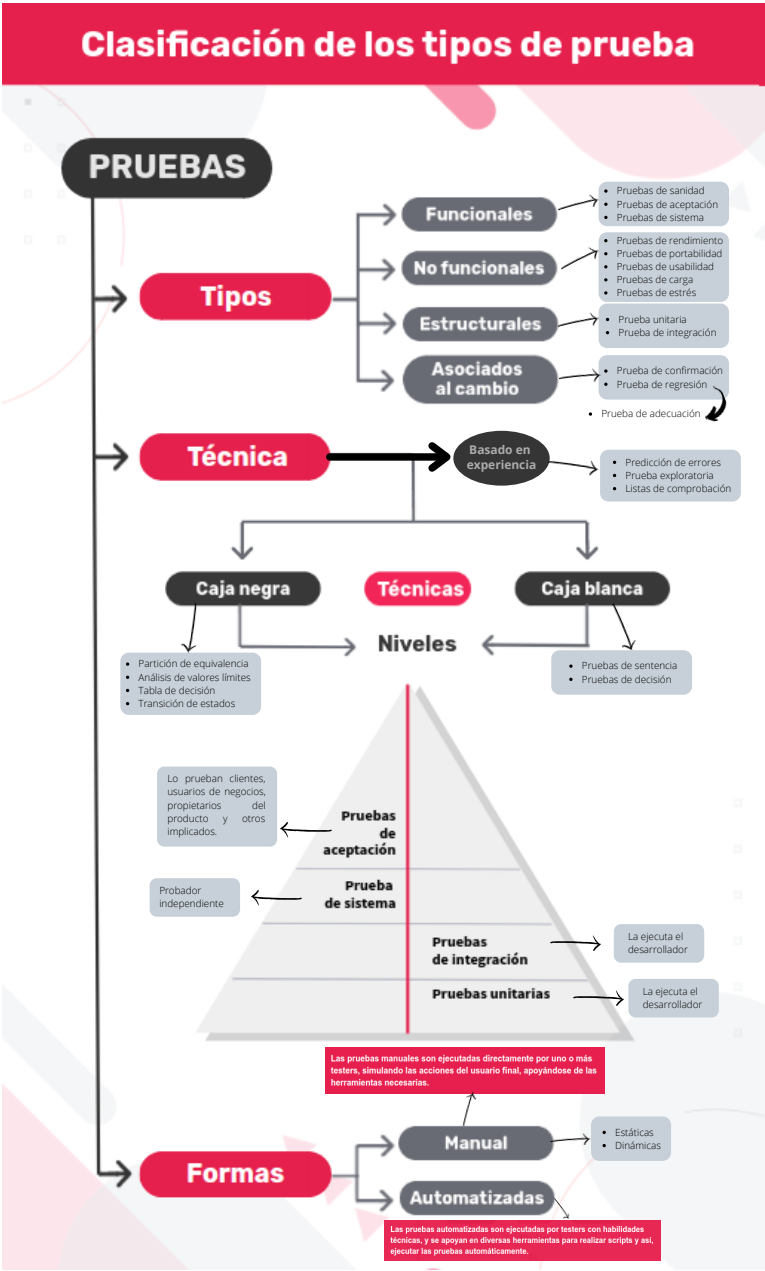 Clasificación de los tipos de prueba
PRUEBAS
Tipos
Funcionales
Pruebas de sanidad
Pruebas de aceptación
Pruebas de sistema
No funcionales
Pruebas de rendimiento
Pruebas de portabilidad
Pruebas de usabilidad
Pruebas de carga
Pruebas de estrés
Estructurales
Prueba unitaria
Prueba de integración
Asociados
al cambio
Prueba de confirmación
Prueba de regresión
Prueba de adecuación
Técnica
Basado en
experiencia
Predicción de errores
Prueba exploratoria
Listas de comprobación
Caja negra
Técnicas
Caja blanca
Niveles
Partición de equivalencia
Análisis de valores límites
Tabla de decisión
Transición de estados
Pruebas de sentencia
Pruebas de decisión
Lo prueban clientes,
usuarios de negocios,
propietarios del
producto y otros
implicados.
Pruebas
de
aceptación
Probador
independiente
Prueba
de sistema
Pruebas
de integración
La ejecuta el
desarrollador
Pruebas unitarias
La ejecuta el
desarrollador
Las pruebas manuales son ejecutadas directamente por uno o más
testers, simulando las acciones del usuario final, apoyándose de las
herramientas necesarias.
Formas
Manual
Estáticas
Dinámicas
Automatizadas
Las pruebas automatizadas son ejecutadas por testers con habilidades
técnicas, y se apoyan en diversas herramientas para realizar scripts y así,
ejecutar las pruebas automáticamente.